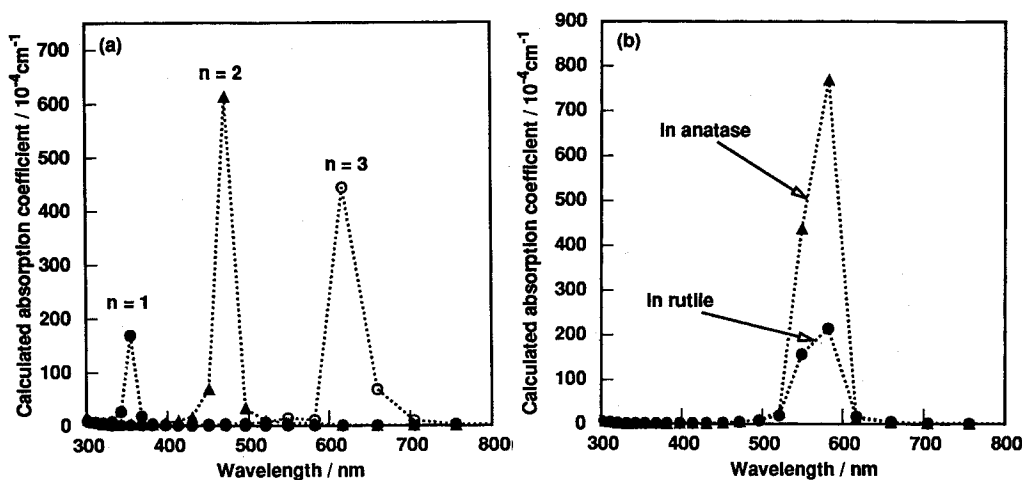 (a)
Calculated absorption coefficient / 10⁻⁴cm⁻¹
700
600
500
400
300
200
100
0
n = 1
n = 2
n = 3
300 400 500 600 700 800
Wavelength / nm
(b)
Calculated absorption coefficient / 10⁻⁴cm⁻¹
900
800
700
600
500
400
300
200
100
0
In anatase
In rutile
300 400 500 600 700 800
Wavelength / nm